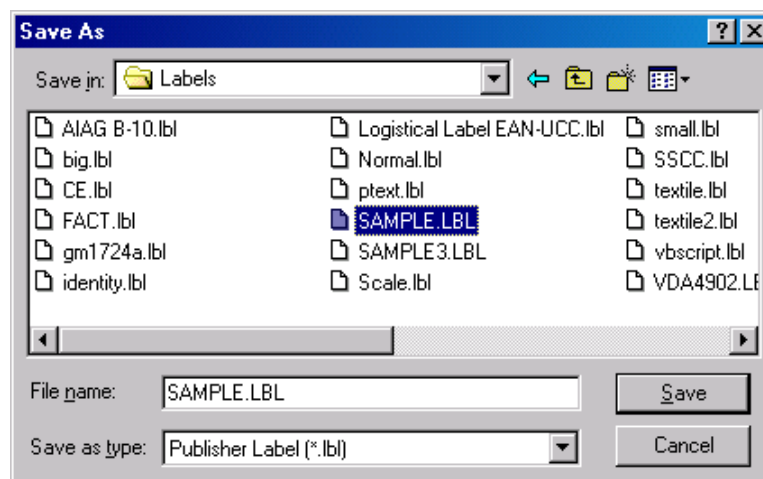 Save As
Save in: Labels
AIAG B-10.lbl Logistical Label EAN-UCC.lbl small.lbl
big.lbl Normal.lbl SSCC.lbl
CE.lbl ptext.lbl textile.lbl
FACT.lbl SAMPLE.LBL textile2.lbl
gm1724a.lbl SAMPLE3.LBL vbscript.lbl
identity.lbl Scale.lbl VDA4902.LB
File name: SAMPLE.LBL Save
Save as type: Publisher Label (*.lbl) Cancel